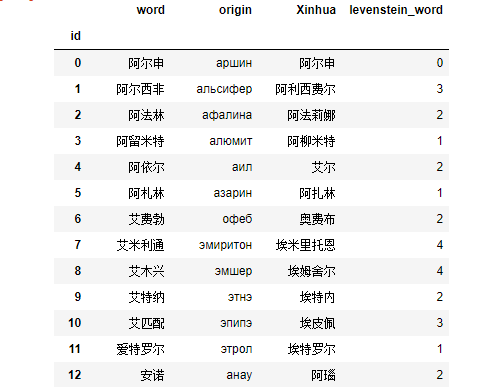 word origin Xinhua levenstein_word
id
0 阿尔申 аршин 阿尔申 0
1 阿尔西非 альсифер 阿利西费尔 3
2 阿法林 афалина 阿法莉娜 2
3 阿留米特 алюмит 阿柳米特 1
4 阿依尔 аил 艾尔 2
5 阿札林 азарин 阿扎林 1
6 艾费勃 офеб 奥费布 2
7 艾米利通 эмиритон 埃米里托恩 4
8 艾木兴 эмшер 埃姆舍尔 4
9 艾特纳 этнэ 埃特内 2
10 艾匹配 эпипэ 埃皮佩 3
11 爱特罗尔 этрол 埃特罗尔 1
12 安诺 анау 阿瑙 2